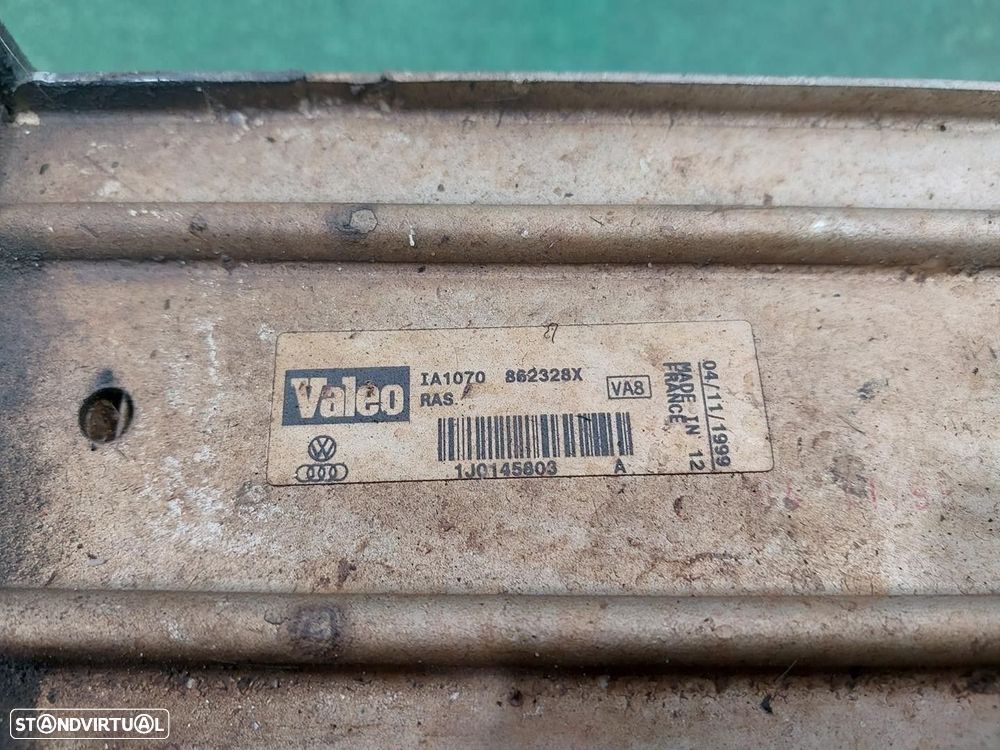 Valeo
IA1070 862328X
RAS
VA8
1J0145803 A
MADE IN 12
FRANCE
04/11/1999
STANDVIRTUAL